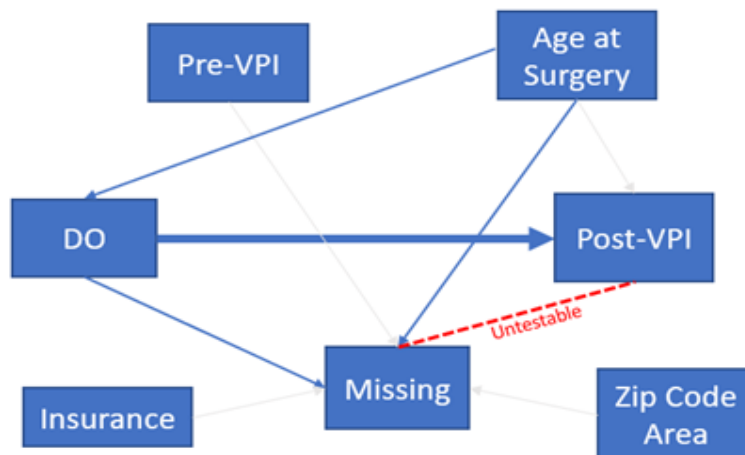 Pre-VPI
Age at
Surgery
DO
Post-VPI
Untestable
Missing
Insurance
Zip Code
Area